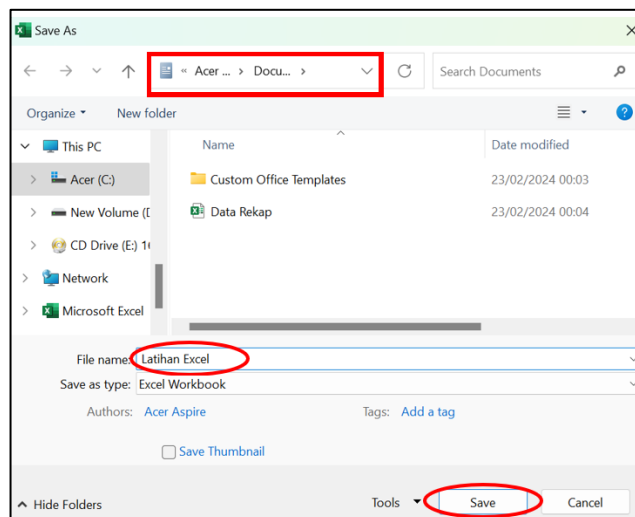 Save As
« Acer ... › Docu... ›
Search Documents
Organize
New folder
This PC
Acer (C:)
New Volume (D
CD Drive (E:) 16
Network
Microsoft Excel
Name
Date modified
Custom Office Templates
23/02/2024 00:03
Data Rekap
23/02/2024 00:04
File name: Latihan Excel
Save as type: Excel Workbook
Authors: Acer Aspire
Tags: Add a tag
Save Thumbnail
Hide Folders
Tools
Save
Cancel